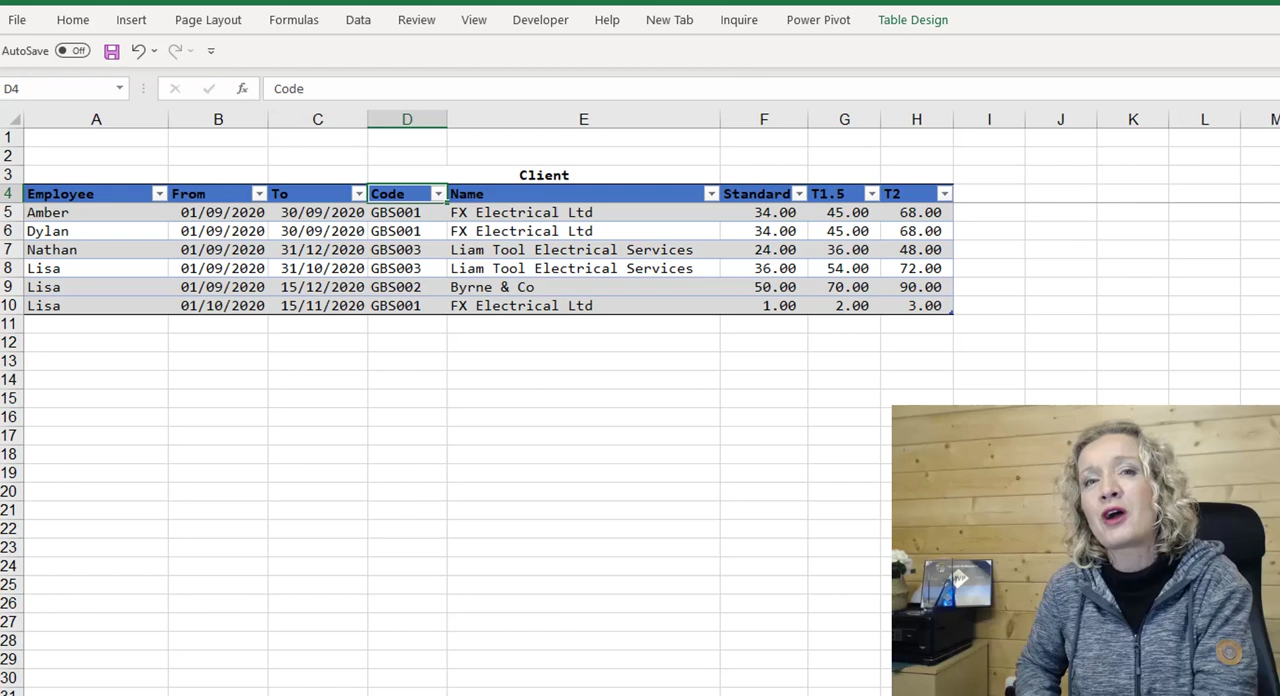 File Home Insert Page Layout Formulas Data Review View Developer Help New Tab Inquire Power Pivot Table Design
AutoSave Off
D4 fx Code
A B C D E F G H I J K L M
1
2
3 Client
4 Employee From To Code Name Standard T1.5 T2
5 Amber 01/09/2020 30/09/2020 GBS001 FX Electrical Ltd 34.00 45.00 68.00
6 Dylan 01/09/2020 30/09/2020 GBS001 FX Electrical Ltd 34.00 45.00 68.00
7 Nathan 01/09/2020 31/12/2020 GBS003 Liam Tool Electrical Services 24.00 36.00 48.00
8 Lisa 01/09/2020 31/10/2020 GBS003 Liam Tool Electrical Services 36.00 54.00 72.00
9 Lisa 01/09/2020 15/12/2020 GBS002 Byrne & Co 50.00 70.00 90.00
10 Lisa 01/10/2020 15/11/2020 GBS001 FX Electrical Ltd 1.00 2.00 3.00
11
12
13
14
15
16
17
18
19
20
21
22
23
24
25
26
27
28
29
30
MVP